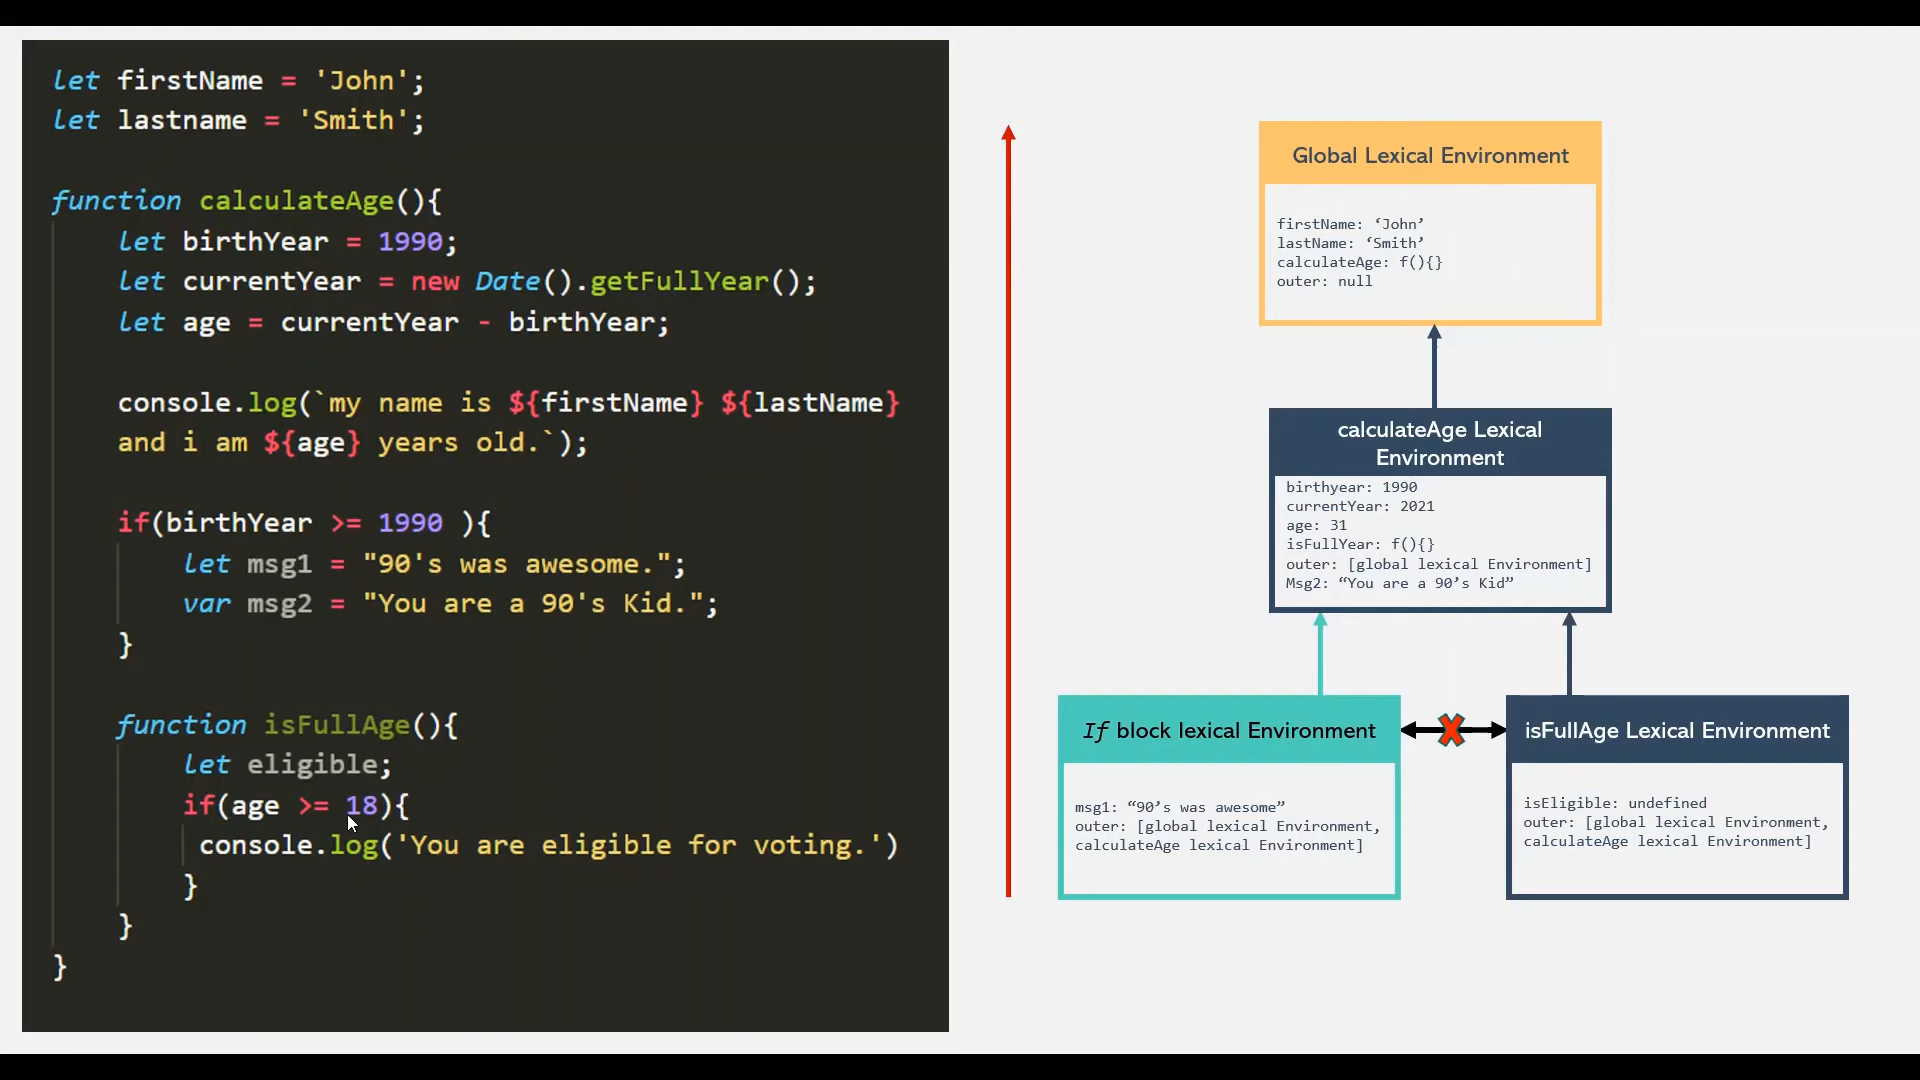 let firstName = 'John';
let lastname = 'Smith';
function calculateAge(){
let birthYear = 1990;
let currentYear = new Date().getFullYear();
let age = currentYear - birthYear;
console.log(`my name is ${firstName} ${lastName}
and i am ${age} years old.`);
if(birthYear >= 1990 ){
let msg1 = "90's was awesome.";
var msg2 = "You are a 90's Kid.";
}
function isFullAge(){
let eligible;
if(age >= 18){
console.log('You are eligible for voting.')
}
}
}
Global Lexical Environment
firstName: ‘John’
lastName: ‘Smith’
calculateAge: f(){}
outer: null
calculateAge Lexical
Environment
birthyear: 1990
currentYear: 2021
age: 31
isFullYear: f(){}
outer: [global lexical Environment]
Msg2: “You are a 90’s Kid”
If block lexical Environment
msg1: “90’s was awesome”
outer: [global lexical Environment,
calculateAge lexical Environment]
isFullAge Lexical Environment
isEligible: undefined
outer: [global lexical Environment,
calculateAge lexical Environment]